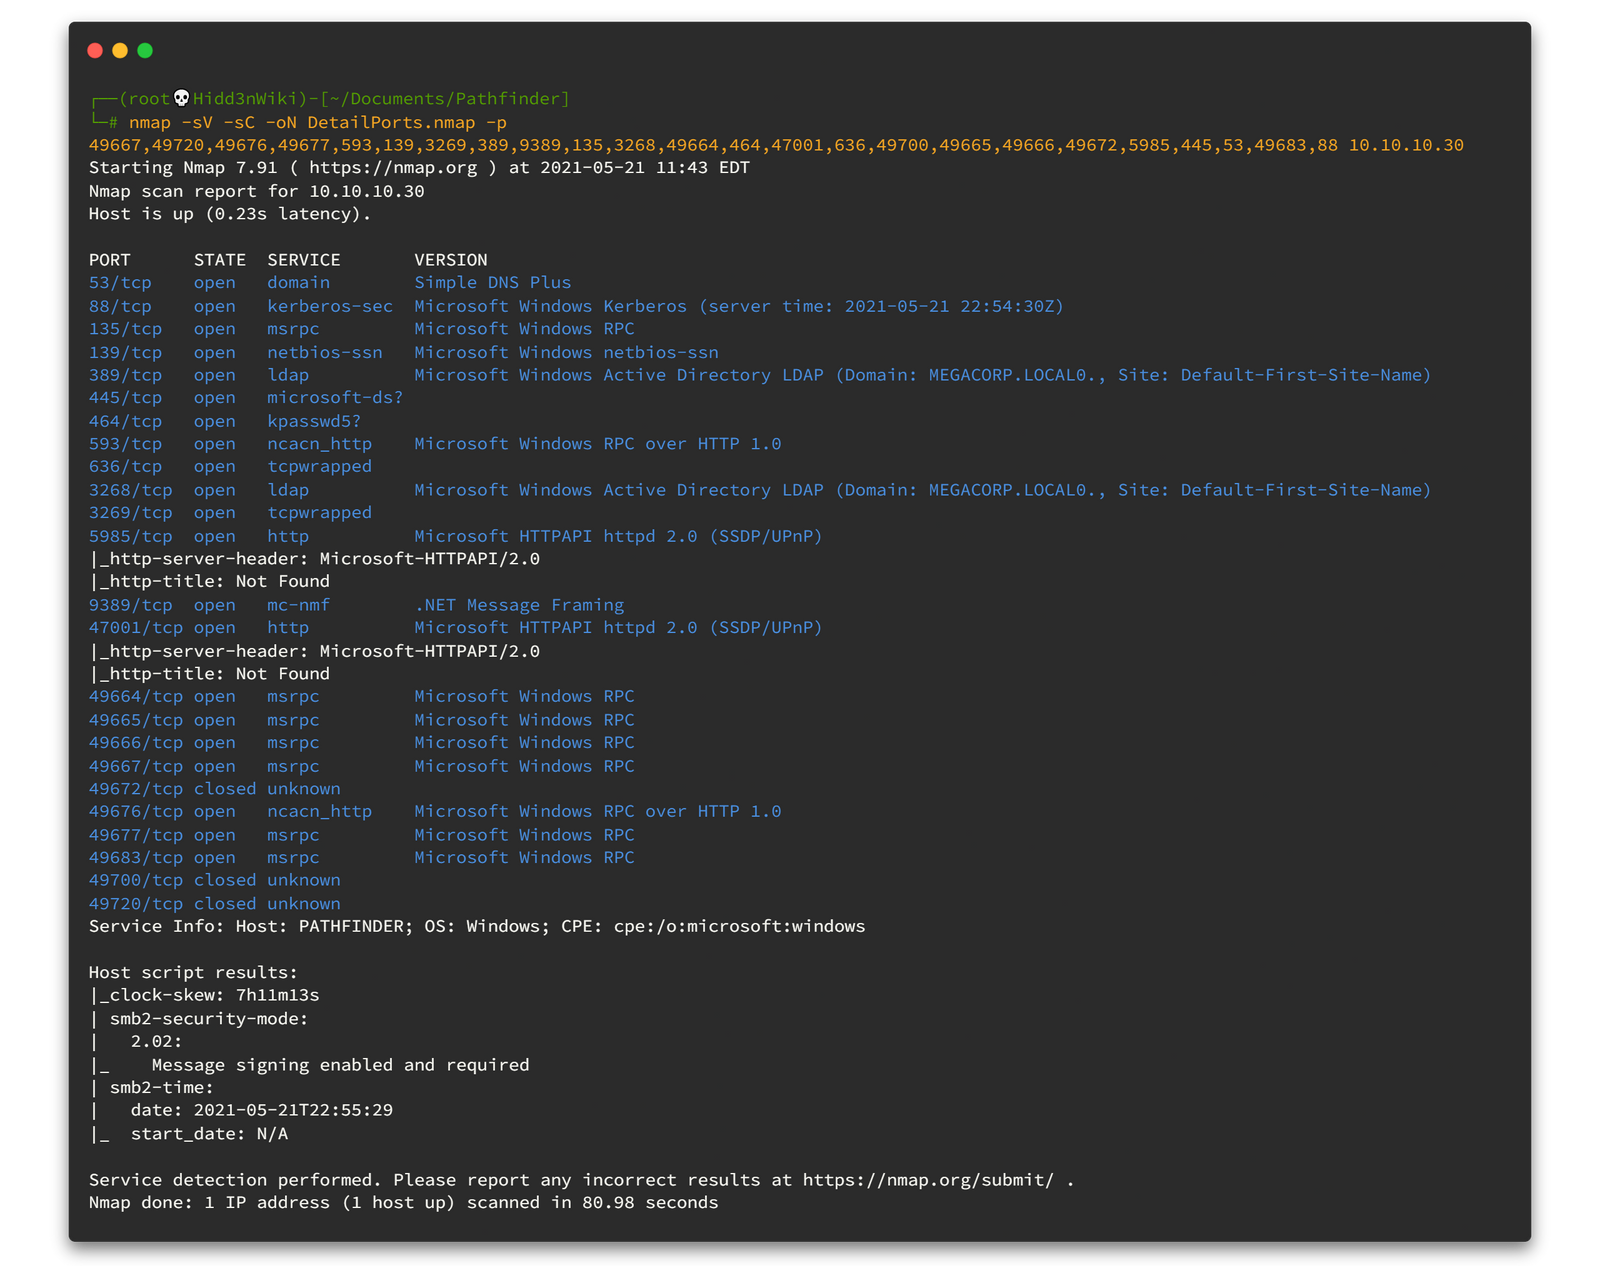 ┌──(root💀Hidd3nWiki)-[~/Documents/Pathfinder]
└─# nmap -sV -sC -oN DetailPorts.nmap -p
49667,49720,49676,49677,593,139,3269,389,9389,135,3268,49664,464,47001,636,49700,49665,49666,49672,5985,445,53,49683,88 10.10.10.30
Starting Nmap 7.91 ( https://nmap.org ) at 2021-05-21 11:43 EDT
Nmap scan report for 10.10.10.30
Host is up (0.23s latency).

PORT      STATE  SERVICE       VERSION
53/tcp    open   domain        Simple DNS Plus
88/tcp    open   kerberos-sec  Microsoft Windows Kerberos (server time: 2021-05-21 22:54:30Z)
135/tcp   open   msrpc         Microsoft Windows RPC
139/tcp   open   netbios-ssn   Microsoft Windows netbios-ssn
389/tcp   open   ldap          Microsoft Windows Active Directory LDAP (Domain: MEGACORP.LOCAL0., Site: Default-First-Site-Name)
445/tcp   open   microsoft-ds?
464/tcp   open   kpasswd5?
593/tcp   open   ncacn_http    Microsoft Windows RPC over HTTP 1.0
636/tcp   open   tcpwrapped
3268/tcp  open   ldap          Microsoft Windows Active Directory LDAP (Domain: MEGACORP.LOCAL0., Site: Default-First-Site-Name)
3269/tcp  open   tcpwrapped
5985/tcp  open   http          Microsoft HTTPAPI httpd 2.0 (SSDP/UPnP)
|_http-server-header: Microsoft-HTTPAPI/2.0
|_http-title: Not Found
9389/tcp  open   mc-nmf        .NET Message Framing
47001/tcp open   http          Microsoft HTTPAPI httpd 2.0 (SSDP/UPnP)
|_http-server-header: Microsoft-HTTPAPI/2.0
|_http-title: Not Found
49664/tcp open   msrpc         Microsoft Windows RPC
49665/tcp open   msrpc         Microsoft Windows RPC
49666/tcp open   msrpc         Microsoft Windows RPC
49667/tcp open   msrpc         Microsoft Windows RPC
49672/tcp closed unknown
49676/tcp open   ncacn_http    Microsoft Windows RPC over HTTP 1.0
49677/tcp open   msrpc         Microsoft Windows RPC
49683/tcp open   msrpc         Microsoft Windows RPC
49700/tcp closed unknown
49720/tcp closed unknown
Service Info: Host: PATHFINDER; OS: Windows; CPE: cpe:/o:microsoft:windows

Host script results:
|_clock-skew: 7h11m13s
| smb2-security-mode:
|   2.02:
|_    Message signing enabled and required
| smb2-time:
|   date: 2021-05-21T22:55:29
|_  start_date: N/A

Service detection performed. Please report any incorrect results at https://nmap.org/submit/ .
Nmap done: 1 IP address (1 host up) scanned in 80.98 seconds